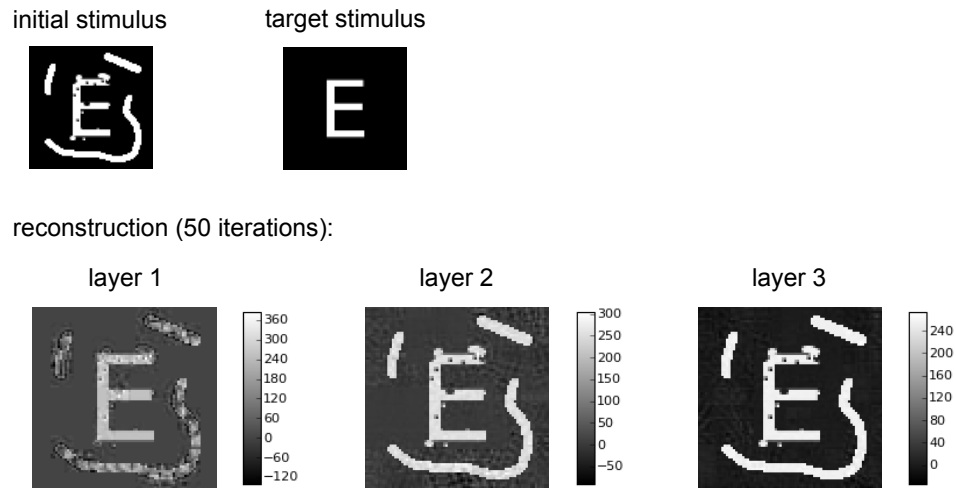 initial stimulus
target stimulus
E
E
reconstruction (50 iterations):
layer 1
layer 2
layer 3
E
360
300
240
180
120
60
0
−60
−120
E
300
250
200
150
100
50
0
−50
E
240
200
160
120
80
40
0